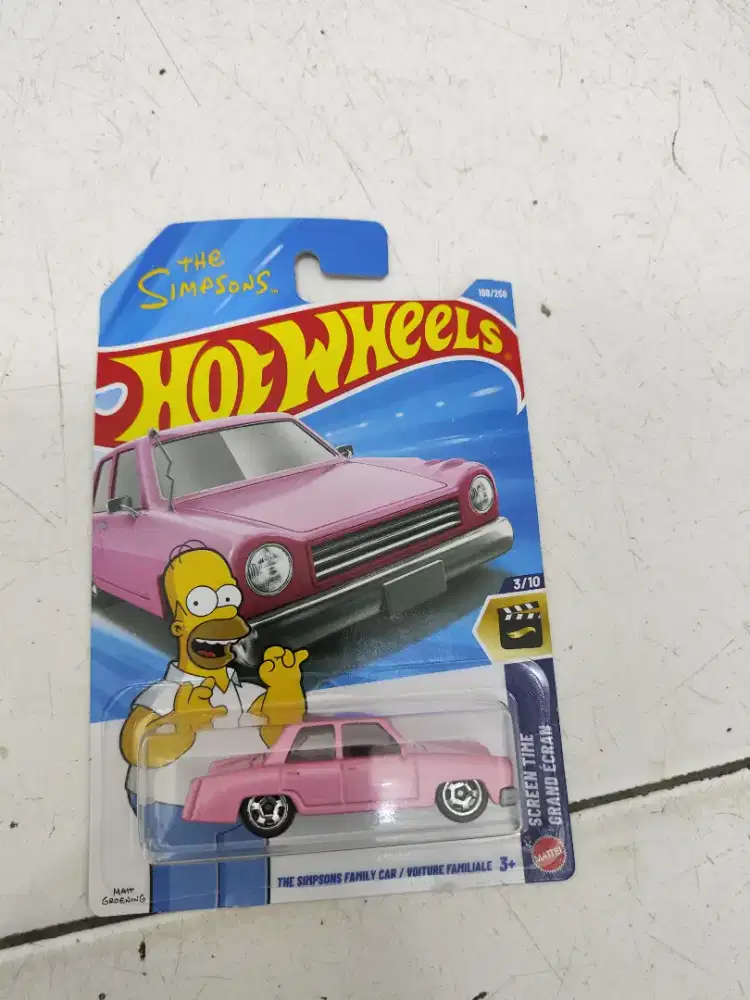 THE
SIMPSONS™
108/250
HOT WHEELS®
3/10
SCREEN TIME
GRAND ÉCRAN
MATTEL
THE SIMPSONS FAMILY CAR / VOITURE FAMILIALE 3+
MATT
GROENING